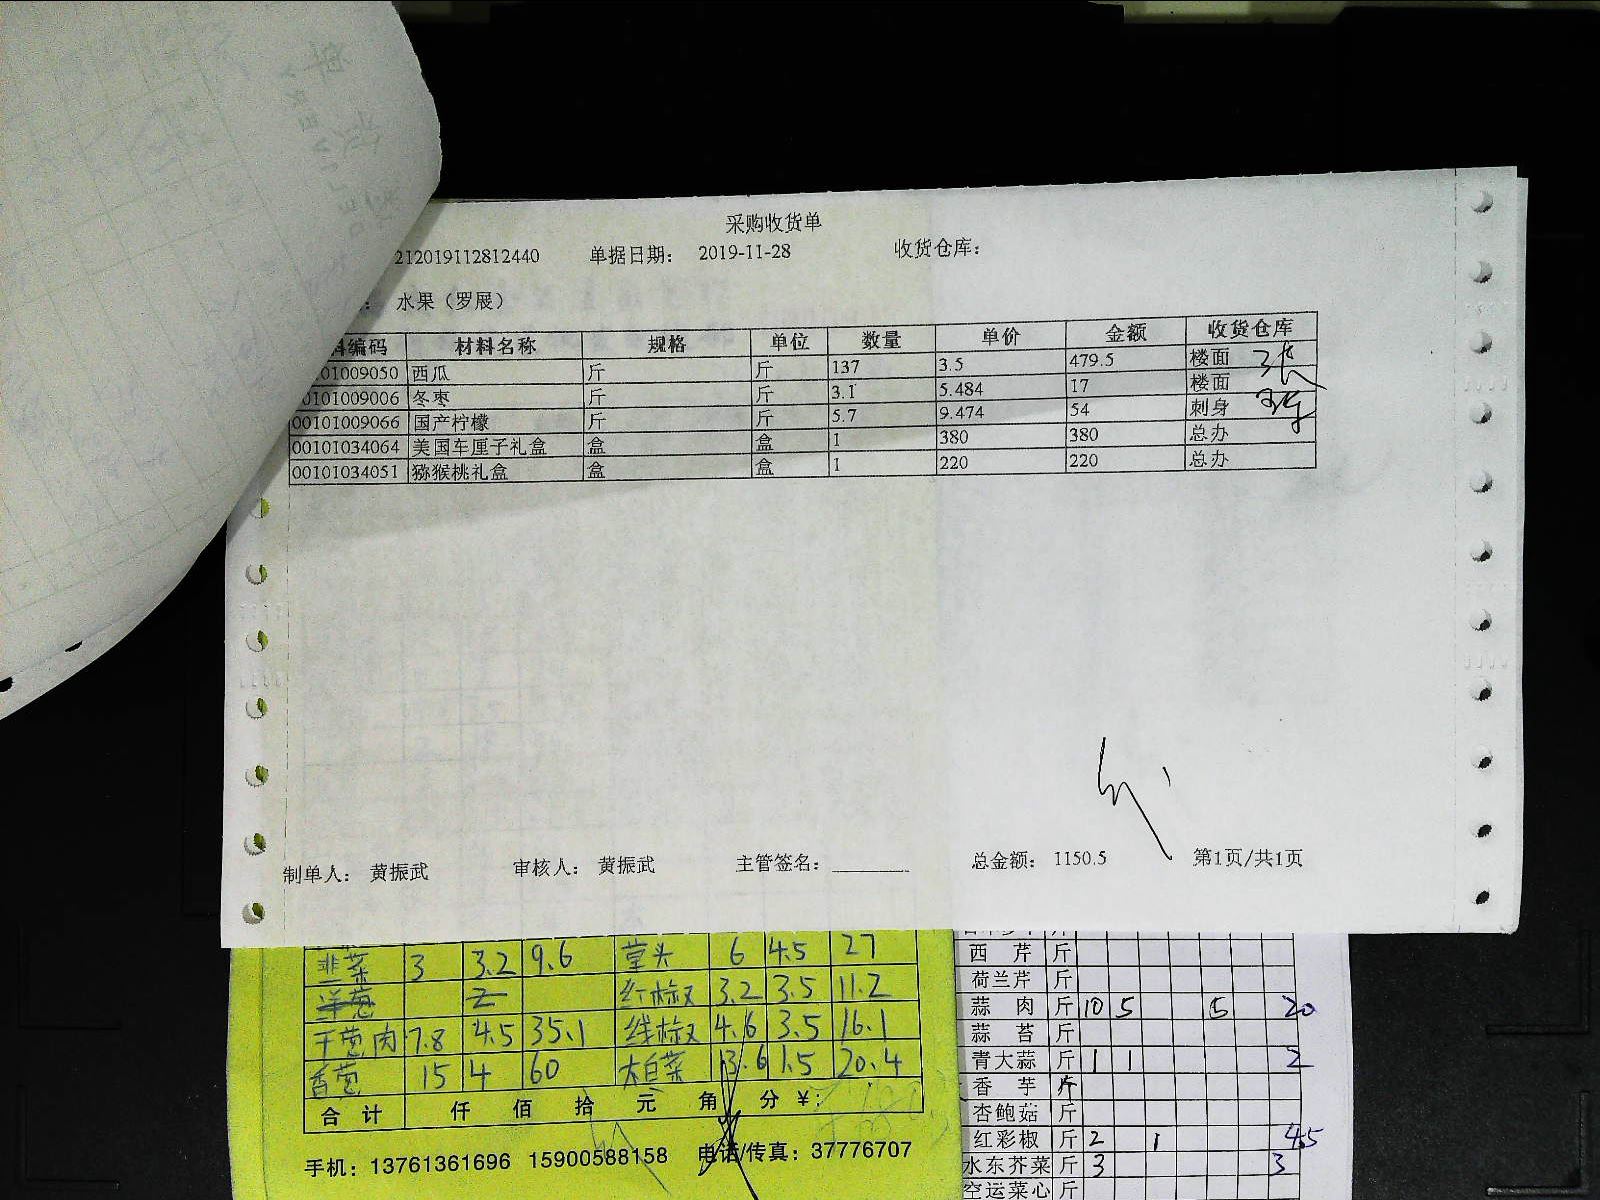 采购收货单
212019112812440 单据日期： 2019-11-28 收货仓库：
： 水果（罗展）
料编码 材料名称 规格 单位 数量 单价 金额 收货仓库
0101009050 西瓜 斤 斤 137 3.5 479.5 楼面
0101009006 冬枣 斤 斤 3.1 5.484 17 楼面
00101009066 国产柠檬 斤 斤 5.7 9.474 54 刺身
00101034064 美国车厘子礼盒 盒 盒 1 380 380 总办
00101034051 猕猴桃礼盒 盒 盒 1 220 220 总办
制单人： 黄振武 审核人： 黄振武 主管签名： 总金额： 1150.5 第1页/共1页
韭菜 3 3.2 9.6 茔头 6 4.5 27
洋葱 2 红椒 3.2 3.5 11.2
干葱肉 7.8 4.5 35.1 线椒 4.6 3.5 16.1
香葱 15 4 60 大白菜 13.6 1.5 20.4
合计 仟 佰 拾 元 角 分 ¥：
手机：13761361696 15900588158 电话/传真：37776707
西芹 斤
荷兰芹 斤
蒜肉 斤 10 5 5 20
蒜苔 斤
青大蒜 斤 1 1 2
香芋 斤
杏鲍菇 斤
红彩椒 斤 2 1 4.5
水东芥菜 斤 3 3
空运菜心 斤